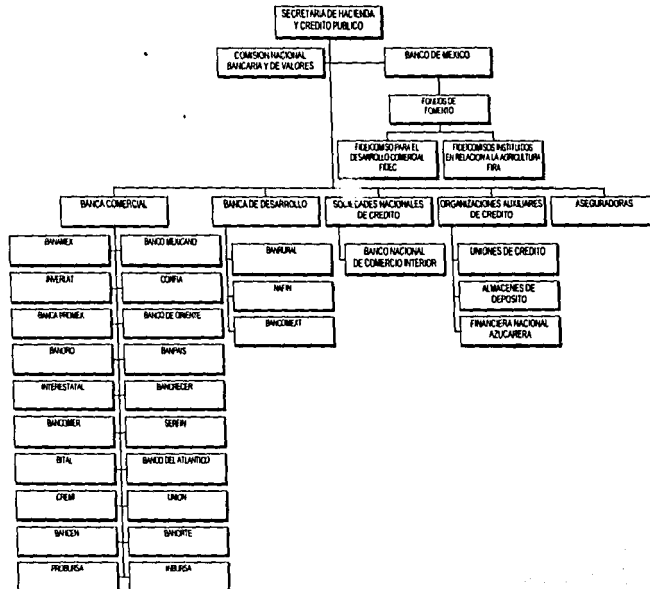 SECRETARIA DE HACIENDA
Y CREDITO PUBLICO
COMISION NACIONAL
BANCARIA Y DE VALORES
BANCO DE MEXICO
FONDOS DE
FOMENTO
FIDEICOMISO PARA EL
DESARROLLO COMERCIAL
FIDEC
FIDEICOMISOS INSTITUIDOS
EN RELACION A LA AGRICULTURA
FIRA
BANCA COMERCIAL
BANCA DE DESARROLLO
SOCIEDADES NACIONALES
DE CREDITO
ORGANIZACIONES AUXILIARES
DE CREDITO
ASEGURADORAS
BANAMEX
BANCO MEXICANO
INVERLAT
CONFIA
BANCA PROMEX
BANCO DE ORIENTE
BANORO
BANPAIS
INTERESTATAL
BANCRECER
BANCOMER
SERFIN
BITAL
BANCO DEL ATLANTICO
CREMI
UNION
BANCEN
BANORTE
PROBURSA
INBURSA
BANRURAL
NAFIN
BANCOMEXT
BANCO NACIONAL
DE COMERCIO INTERIOR
UNIONES DE CREDITO
ALMACENES DE
DEPOSITO
FINANCIERA NACIONAL
AZUCARERA